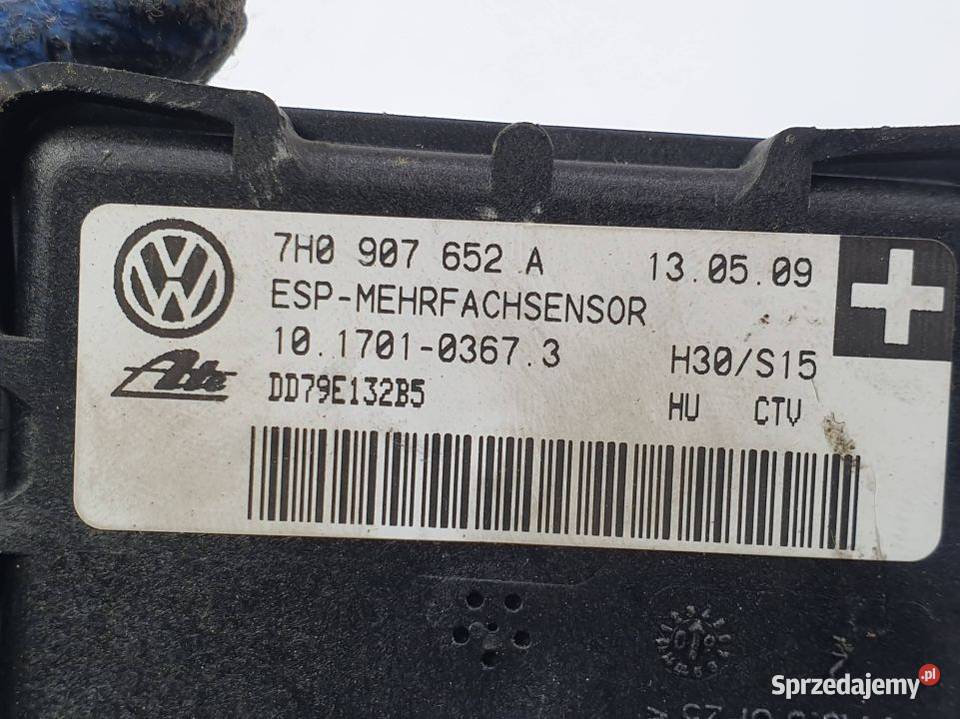 7H0 907 652 A 13.05.09
ESP-MEHRFACHSENSOR
10.1701-0367.3 H30/S15
Ate DD79E132B5 HU CTV
Sprzedajemy.pl